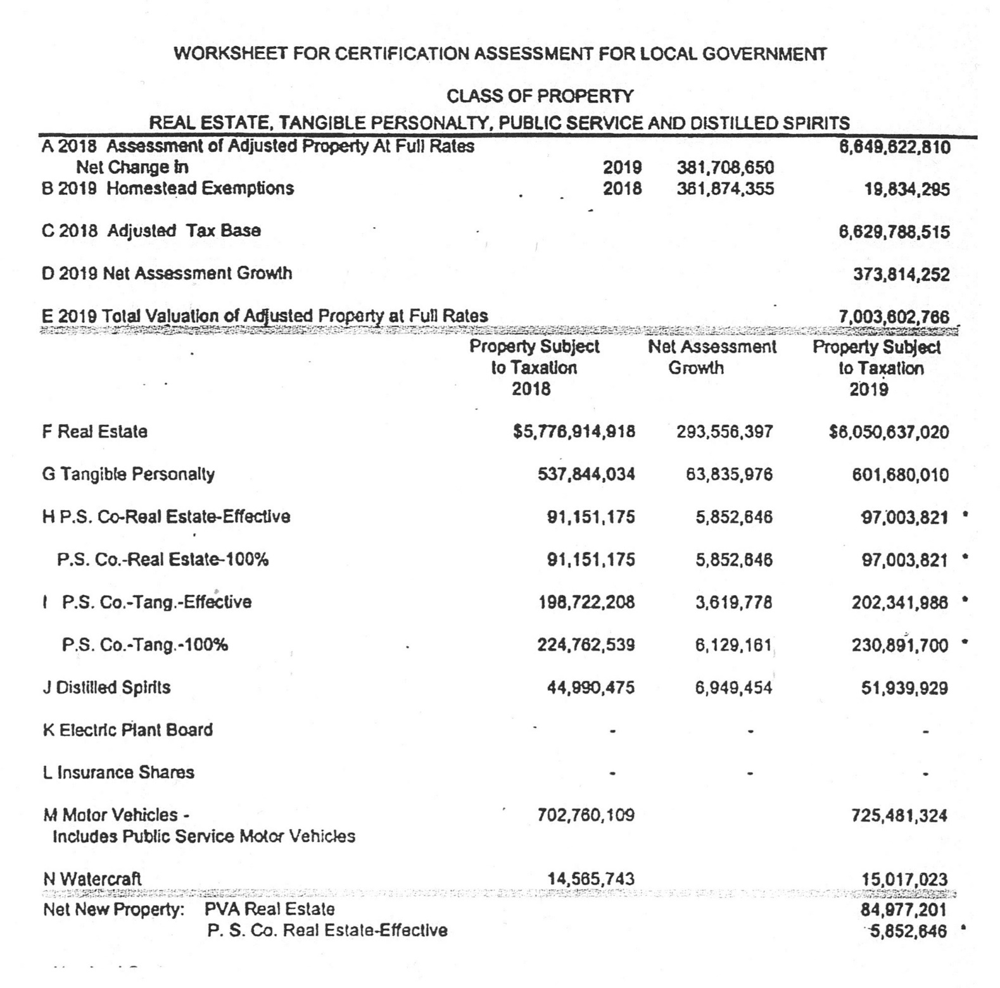 WORKSHEET FOR CERTIFICATION ASSESSMENT FOR LOCAL GOVERNMENT
CLASS OF PROPERTY
REAL ESTATE, TANGIBLE PERSONALTY, PUBLIC SERVICE AND DISTILLED SPIRITS
A 2018 Assessment of Adjusted Property At Full Rates 6,649,622,810
Net Change in 2019 381,708,650
B 2019 Homestead Exemptions 2018 361,874,355 19,834,295
C 2018 Adjusted Tax Base 6,629,788,515
D 2019 Net Assessment Growth 373,814,252
E 2019 Total Valuation of Adjusted Property at Full Rates 7,003,602,766
Property Subject Net Assessment Property Subject
to Taxation Growth to Taxation
2018 2019
F Real Estate $5,776,914,918 293,556,397 $6,050,637,020
G Tangible Personalty 537,844,034 63,835,976 601,680,010
H P.S. Co-Real Estate-Effective 91,151,175 5,852,646 97,003,821 *
P.S. Co.-Real Estate-100% 91,151,175 5,852,646 97,003,821 *
I P.S. Co.-Tang.-Effective 198,722,208 3,619,778 202,341,986 *
P.S. Co.-Tang.-100% 224,762,539 6,129,161 230,891,700 *
J Distilled Spirits 44,990,475 6,949,454 51,939,929
K Electric Plant Board - - -
L Insurance Shares - - -
M Motor Vehicles - 702,760,109 725,481,324
Includes Public Service Motor Vehicles
N Watercraft 14,565,743 15,017,023
Net New Property: PVA Real Estate 84,977,201
P. S. Co. Real Estate-Effective 5,852,646 *